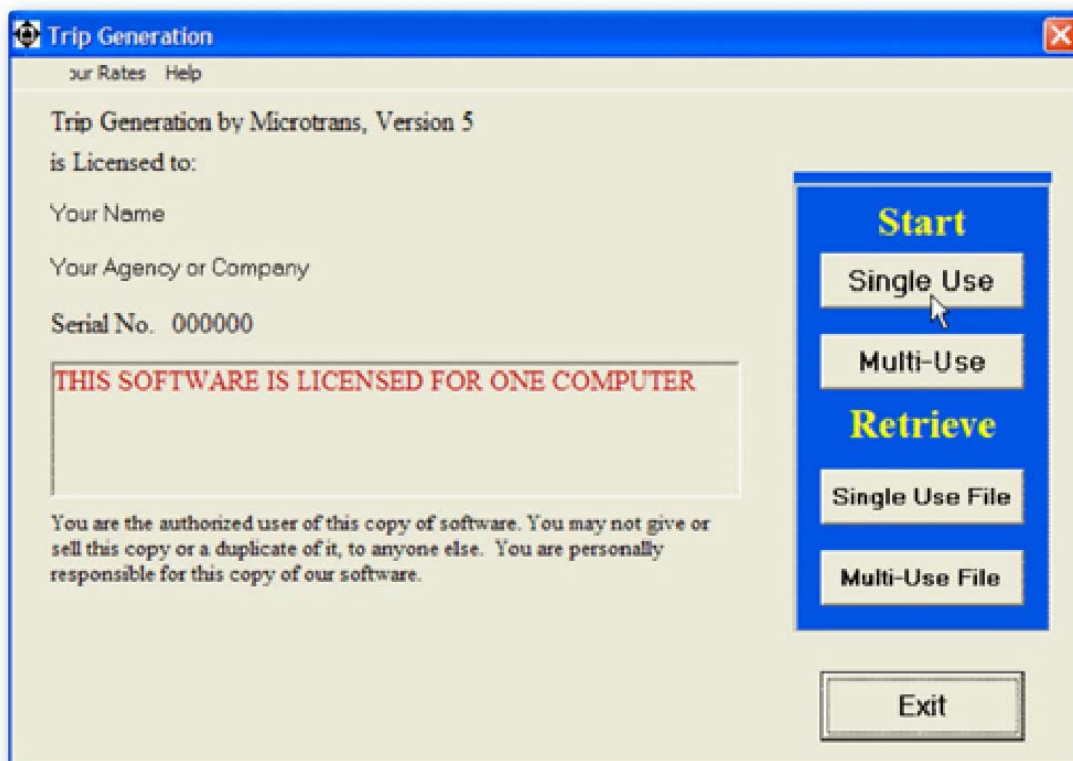 Trip Generation
our Rates Help
Trip Generation by Microtrans, Version 5
is Licensed to:
Your Name
Your Agency or Company
Serial No. 000000
THIS SOFTWARE IS LICENSED FOR ONE COMPUTER
You are the authorized user of this copy of software. You may not give or
sell this copy or a duplicate of it, to anyone else. You are personally
responsible for this copy of our software.
Start
Single Use
Multi-Use
Retrieve
Single Use File
Multi-Use File
Exit